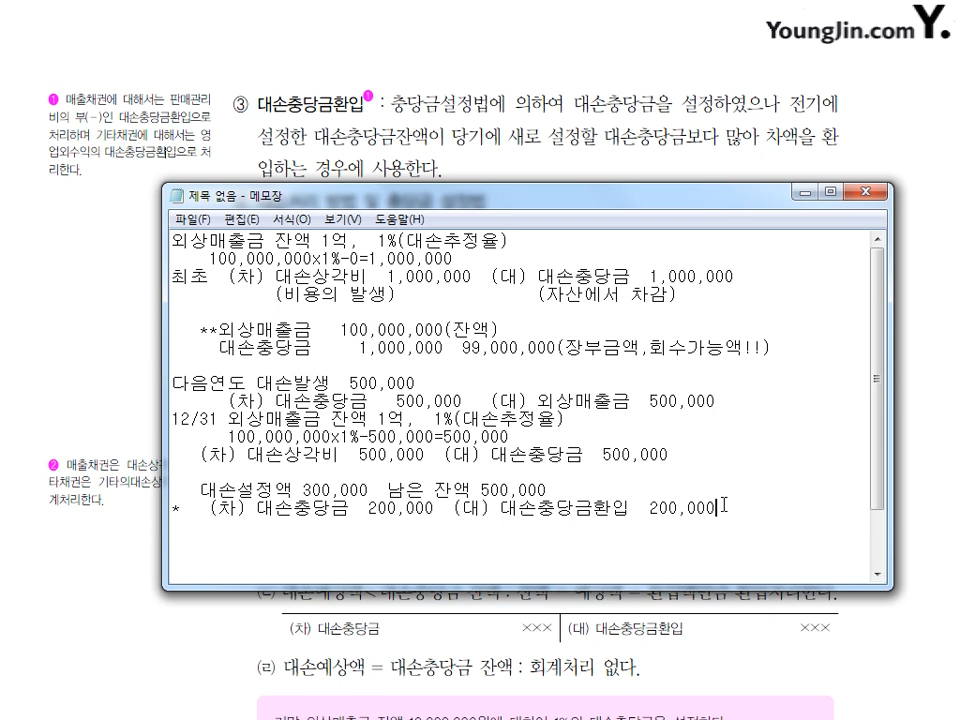 YoungJin.com Y.
❶ 매출채권에 대해서는 판매관리
비의 부(-)인 대손충당금환입으로
처리하며 기타채권에 대해서는 영
업외수익의 대손충당금환입으로 처
리한다.
③ 대손충당금환입❶ : 충당금설정법에 의하여 대손충당금을 설정하였으나 전기에
설정한 대손충당금잔액이 당기에 새로 설정할 대손충당금보다 많아 차액을 환
입하는 경우에 사용한다.
제목 없음 - 메모장
파일(F) 편집(E) 서식(O) 보기(V) 도움말(H)
외상매출금 잔액 1억, 1%(대손추정율)
100,000,000x1%-0=1,000,000
최초 (차) 대손상각비 1,000,000 (대) 대손충당금 1,000,000
(비용의 발생) (자산에서 차감)
**외상매출금 100,000,000(잔액)
대손충당금 1,000,000 99,000,000(장부금액,회수가능액!!)
다음연도 대손발생 500,000
(차) 대손충당금 500,000 (대) 외상매출금 500,000
12/31 외상매출금 잔액 1억, 1%(대손추정율)
100,000,000x1%-500,000=500,000
(차) 대손상각비 500,000 (대) 대손충당금 500,000
대손설정액 300,000 남은 잔액 500,000
* (차) 대손충당금 200,000 (대) 대손충당금환입 200,000
❷ 매출채권은 대손상
타채권은 기타의대손상
계처리한다.
(차) 대손충당금 ××× (대) 대손충당금환입 ×××
(ㄹ) 대손예상액 = 대손충당금 잔액 : 회계처리 없다.